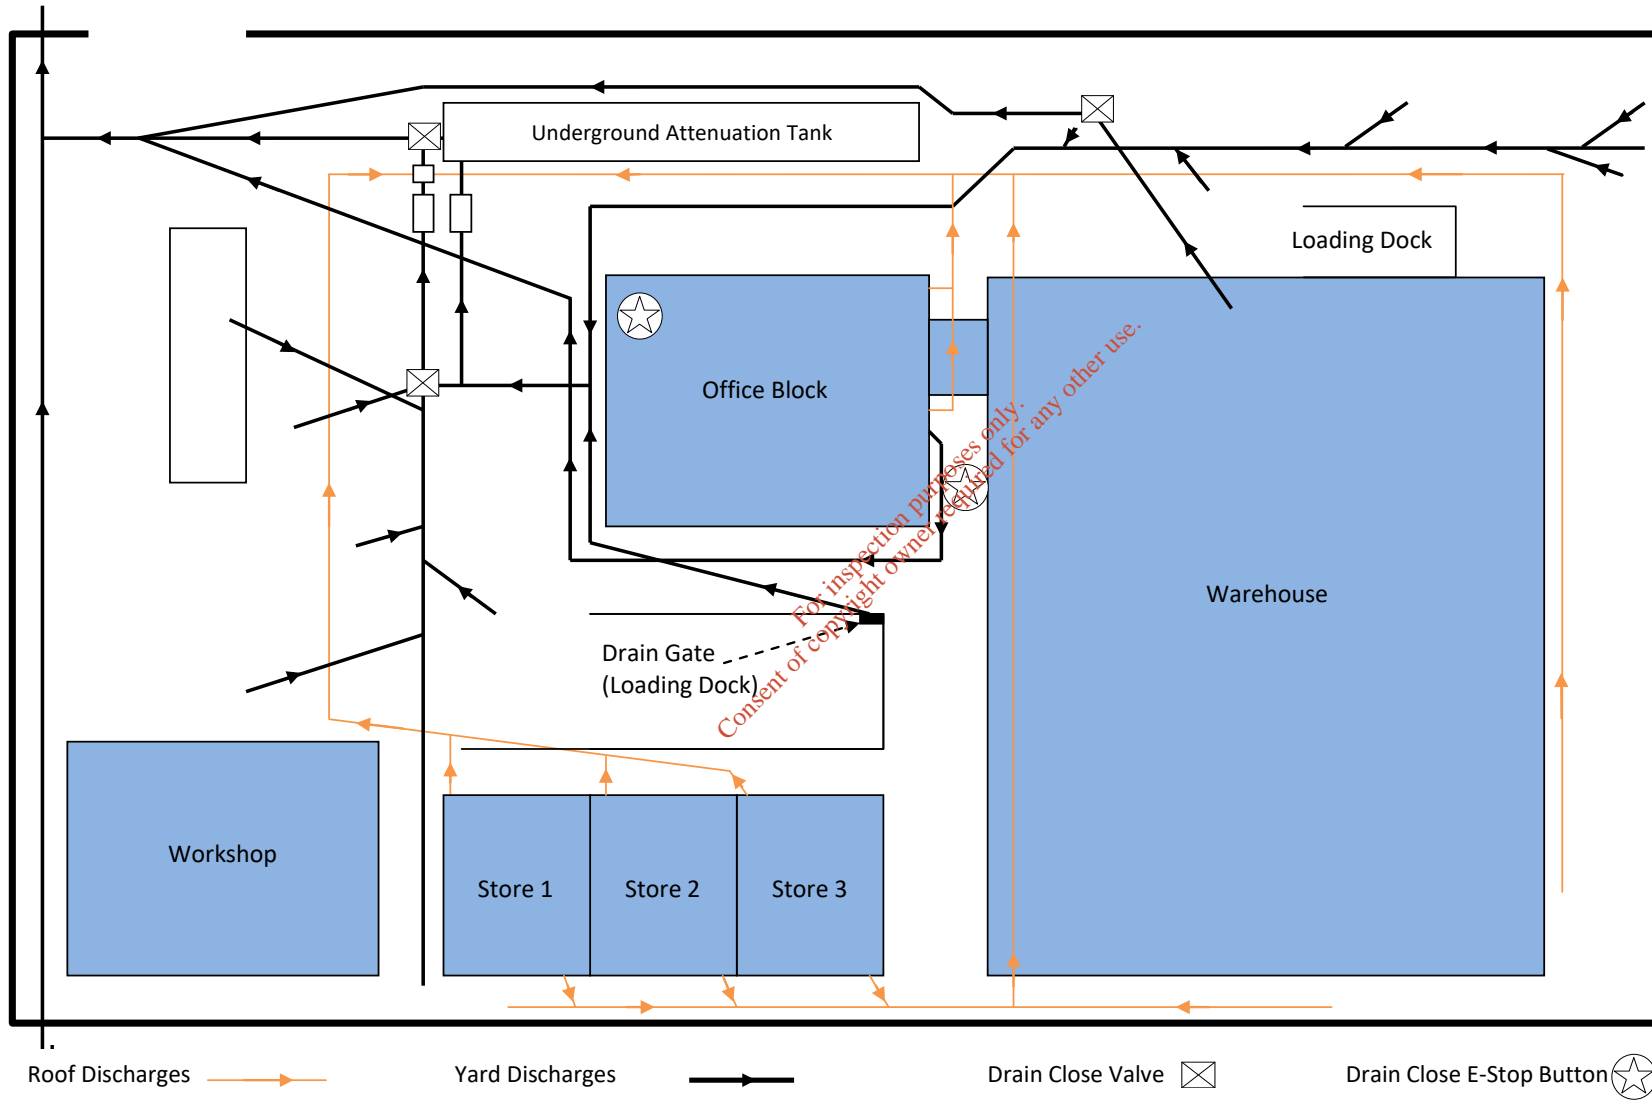 Underground Attenuation Tank
Loading Dock
Office Block
For inspection purposes only.
Consent of copyright owner required for any other use.
Warehouse
Drain Gate
(Loading Dock)
Workshop
Store 1
Store 2
Store 3
Roof Discharges
Yard Discharges
Drain Close Valve
Drain Close E-Stop Button